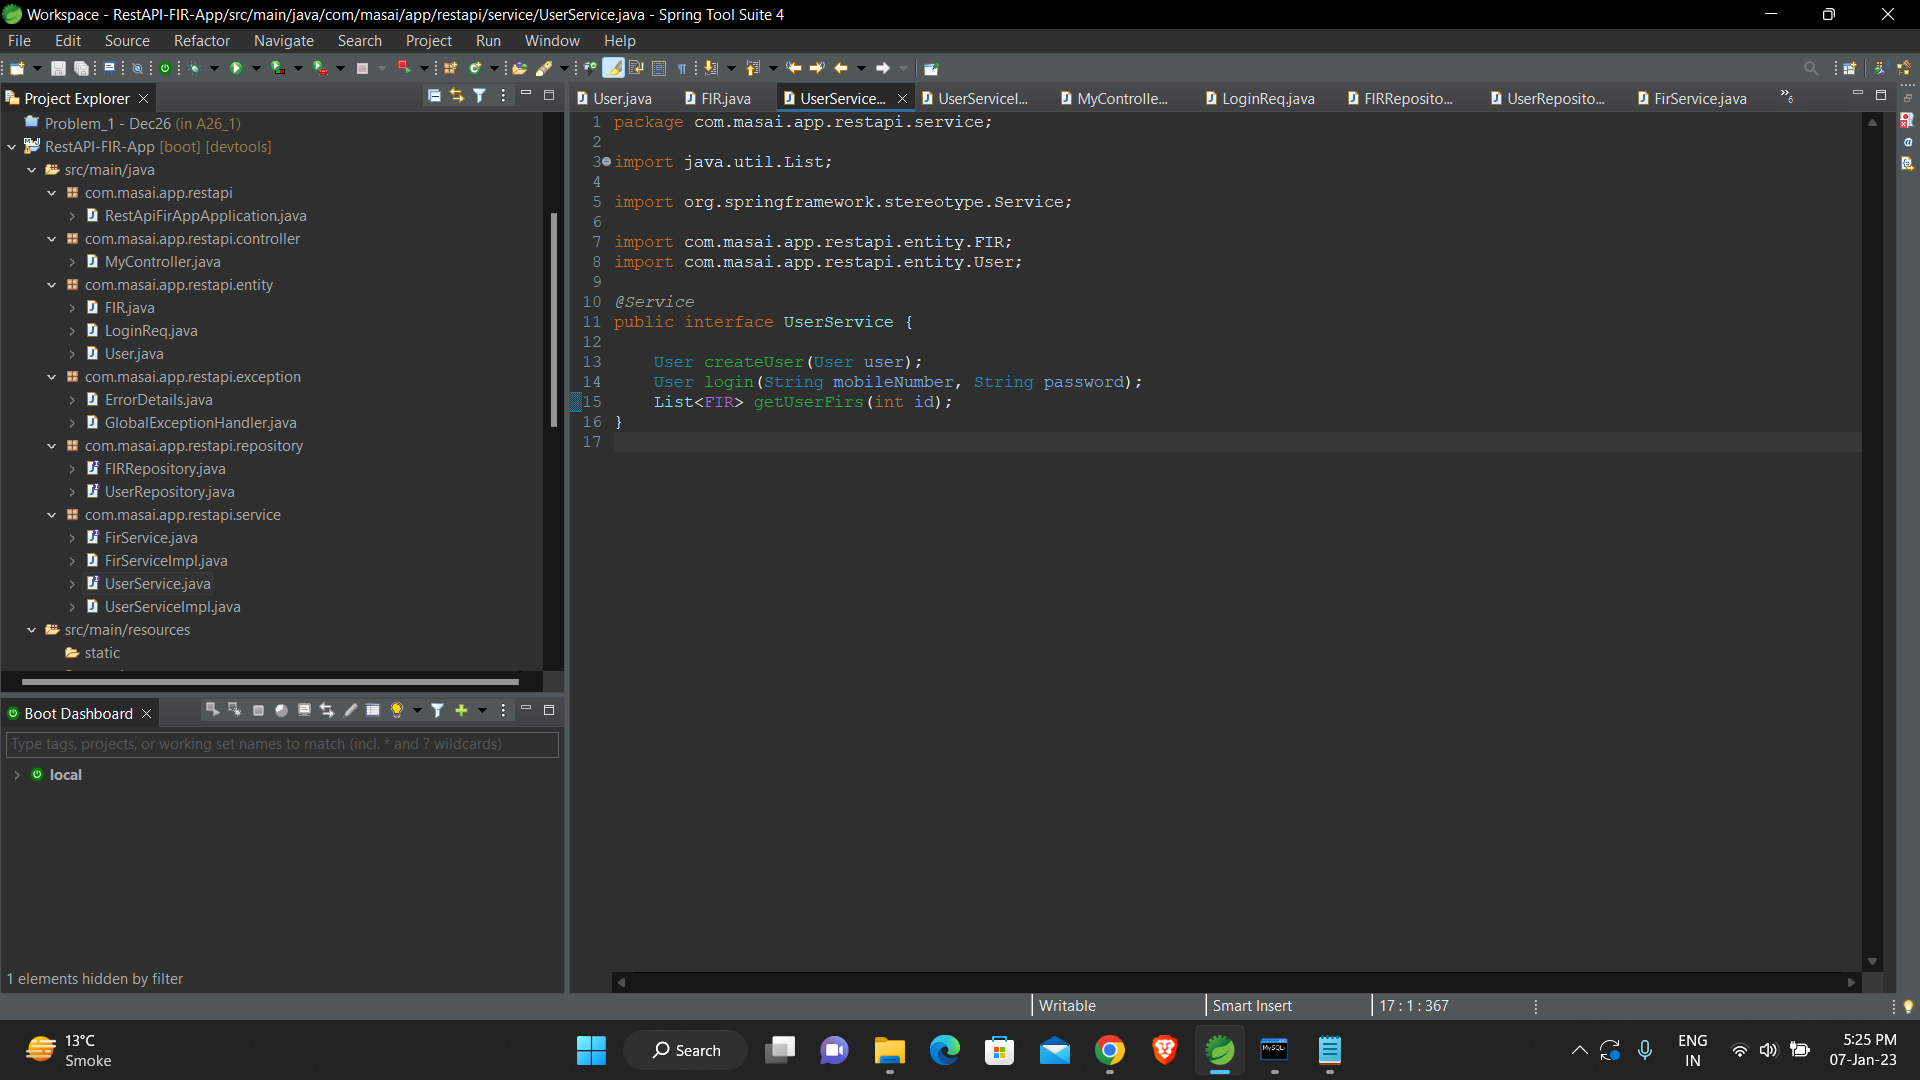 Workspace - RestAPI-FIR-App/src/main/java/com/masai/app/restapi/service/UserService.java - Spring Tool Suite 4
File Edit Source Refactor Navigate Search Project Run Window Help
Project Explorer
Problem_1 - Dec26 (in A26_1)
RestAPI-FIR-App [boot] [devtools]
src/main/java
com.masai.app.restapi
RestApiFirAppApplication.java
com.masai.app.restapi.controller
MyController.java
com.masai.app.restapi.entity
FIR.java
LoginReq.java
User.java
com.masai.app.restapi.exception
ErrorDetails.java
GlobalExceptionHandler.java
com.masai.app.restapi.repository
FIRRepository.java
UserRepository.java
com.masai.app.restapi.service
FirService.java
FirServiceImpl.java
UserService.java
UserServiceImpl.java
src/main/resources
static
Boot Dashboard
Type tags, projects, or working set names to match (incl. * and ? wildcards)
local
1 elements hidden by filter
User.java FIR.java UserService... UserServiceI... MyControlle... LoginReq.java FIRReposito... UserReposito... FirService.java »6
1 package com.masai.app.restapi.service;
2
3 import java.util.List;
4
5 import org.springframework.stereotype.Service;
6
7 import com.masai.app.restapi.entity.FIR;
8 import com.masai.app.restapi.entity.User;
9
10 @Service
11 public interface UserService {
12
13 User createUser(User user);
14 User login(String mobileNumber, String password);
15 List<FIR> getUserFirs(int id);
16 }
17
Writable Smart Insert 17 : 1 : 367
13°C
Smoke
Search
MySQL
ENG
IN
5:25 PM
07-Jan-23